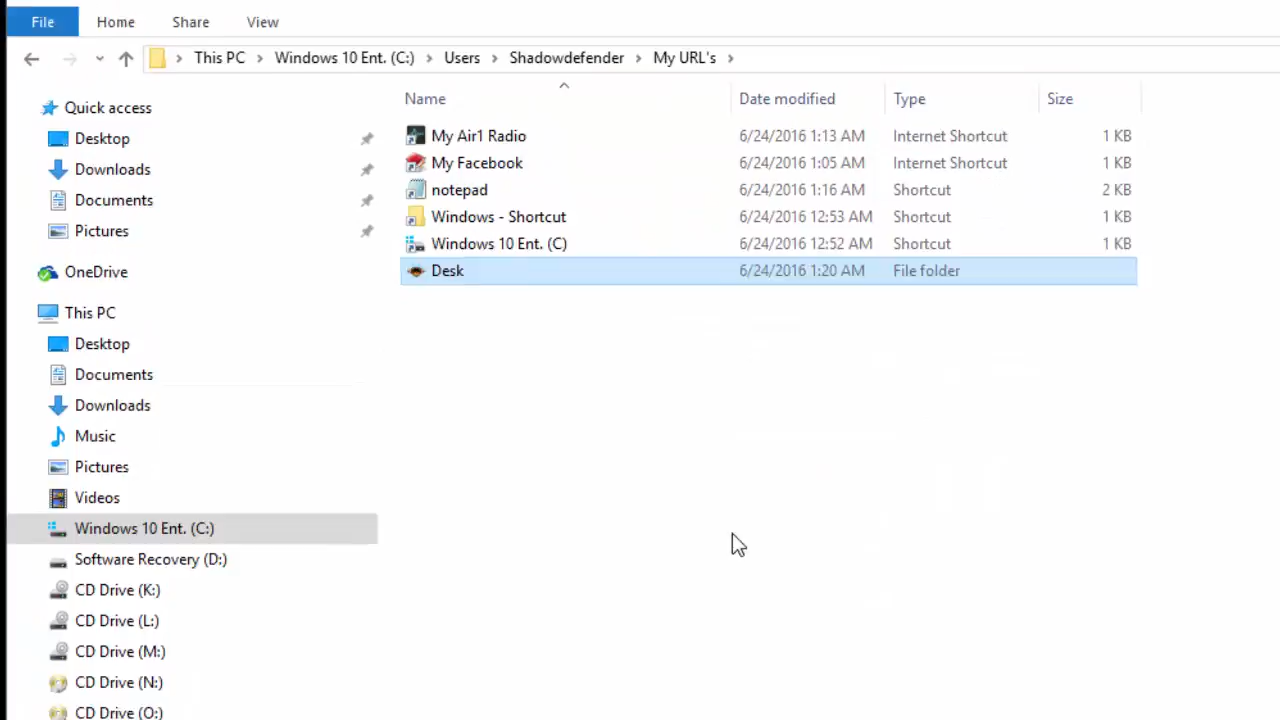 File Home Share View
This PC > Windows 10 Ent. (C:) > Users > Shadowdefender > My URL's >
Name Date modified Type Size
Quick access
Desktop
Downloads
Documents
Pictures
OneDrive
This PC
Desktop
Documents
Downloads
Music
Pictures
Videos
Windows 10 Ent. (C:)
Software Recovery (D:)
CD Drive (K:)
CD Drive (L:)
CD Drive (M:)
CD Drive (N:)
CD Drive (O:)
My Air1 Radio 6/24/2016 1:13 AM Internet Shortcut 1 KB
My Facebook 6/24/2016 1:05 AM Internet Shortcut 1 KB
notepad 6/24/2016 1:16 AM Shortcut 2 KB
Windows - Shortcut 6/24/2016 12:53 AM Shortcut 1 KB
Windows 10 Ent. (C) 6/24/2016 12:52 AM Shortcut 1 KB
Desk 6/24/2016 1:20 AM File folder